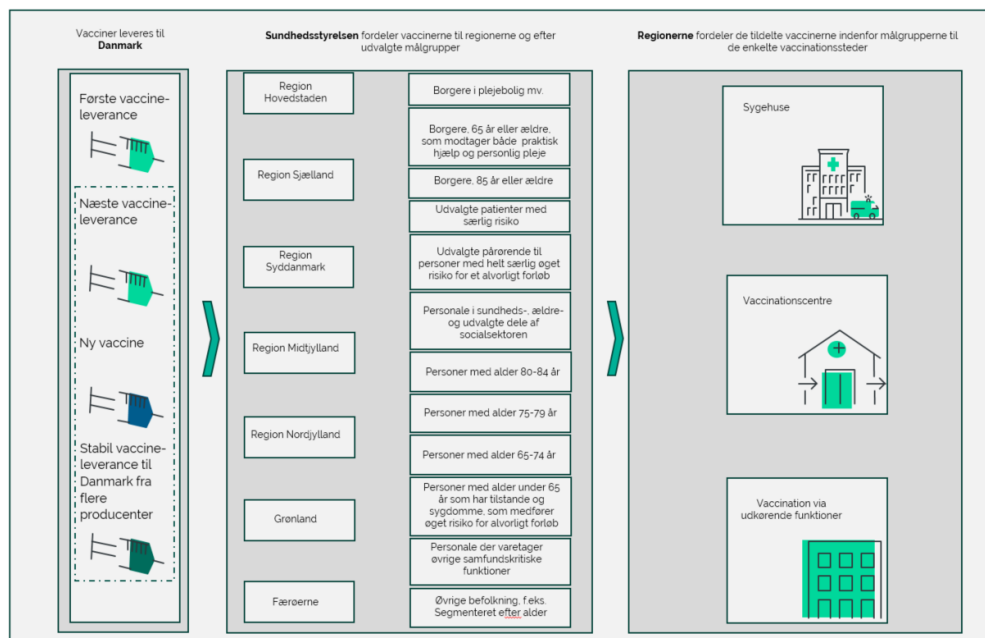 Vacciner leveres til
Danmark
Første vaccine-
leverance
Næste vaccine-
leverance
Ny vaccine
Stabil vaccine-
leverance til
Danmark fra
flere
producenter
Sundhedsstyrelsen fordeler vaccinerne til regionerne og efter
udvalgte målgrupper
Region
Hovedstaden
Region Sjælland
Region
Syddanmark
Region Midtjylland
Region Nordjylland
Grønland
Færøerne
Borgere i plejebolig mv.
Borgere, 65 år eller ældre,
som modtager både praktisk
hjælp og personlig pleje
Borgere, 85 år eller ældre
Udvalgte patienter med
særlig risiko
Udvalgte pårørende til
personer med helt særlig øget
risiko for et alvorligt forløb
Personale i sundheds-, ældre-
og udvalgte dele af
socialsektoren
Personer med alder 80-84 år
Personer med alder 75-79 år
Personer med alder 65-74 år
Personer med alder under 65
år som har tilstande og
sygdomme, som medfører
øget risiko for alvorligt forløb
Personale der varetager
øvrige samfundskritiske
funktioner
Øvrige befolkning, f.eks.
Segmenteret efter alder
Regionerne fordeler de tildelte vaccinerne indenfor målgrupperne til
de enkelte vaccinationssteder
Sygehuse
Vaccinationscentre
Vaccination via
udkørende funktioner